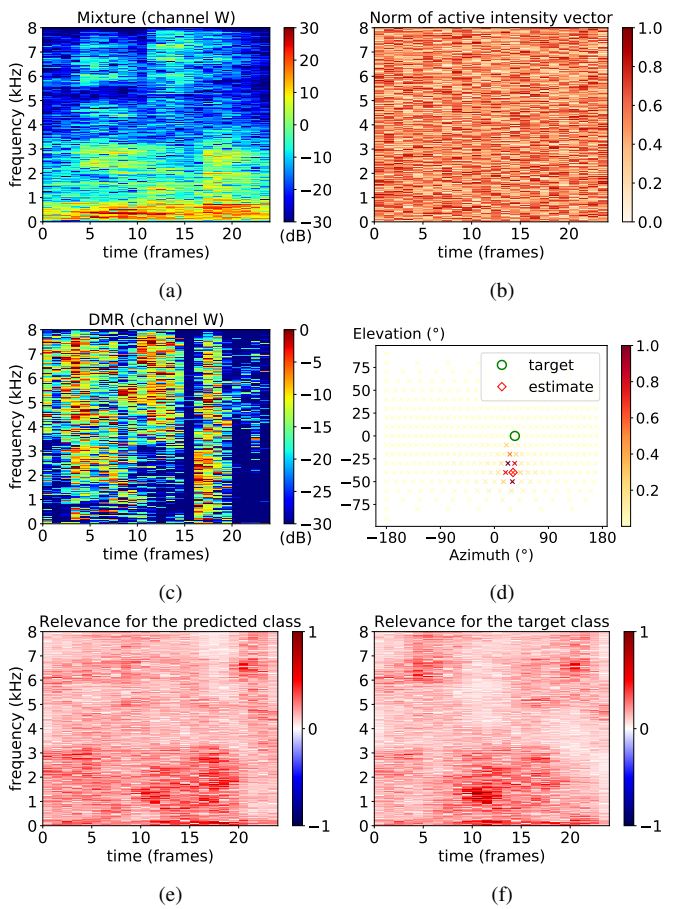 Mixture (channel W)
Norm of active intensity vector
8
7
6
5
4
3
2
1
0
frequency (kHz)
0 5 10 15 20
time (frames)
30
20
10
0
−10
−20
−30
(dB)
8
7
6
5
4
3
2
1
0
0 5 10 15 20
time (frames)
1.0
0.8
0.6
0.4
0.2
0.0
(a)
(b)
DMR (channel W)
8
7
6
5
4
3
2
1
0
frequency (kHz)
0 5 10 15 20
time (frames)
0
−5
−10
−15
−20
−25
−30
(dB)
Elevation (°)
75
50
25
0
−25
−50
−75
target
estimate
−180 −90 0 90 180
Azimuth (°)
1.0
0.8
0.6
0.4
0.2
(c)
(d)
Relevance for the predicted class
Relevance for the target class
8
7
6
5
4
3
2
1
0
frequency (kHz)
0 5 10 15 20
time (frames)
1
0
−1
8
7
6
5
4
3
2
1
0
0 5 10 15 20
time (frames)
1
0
−1
(e)
(f)